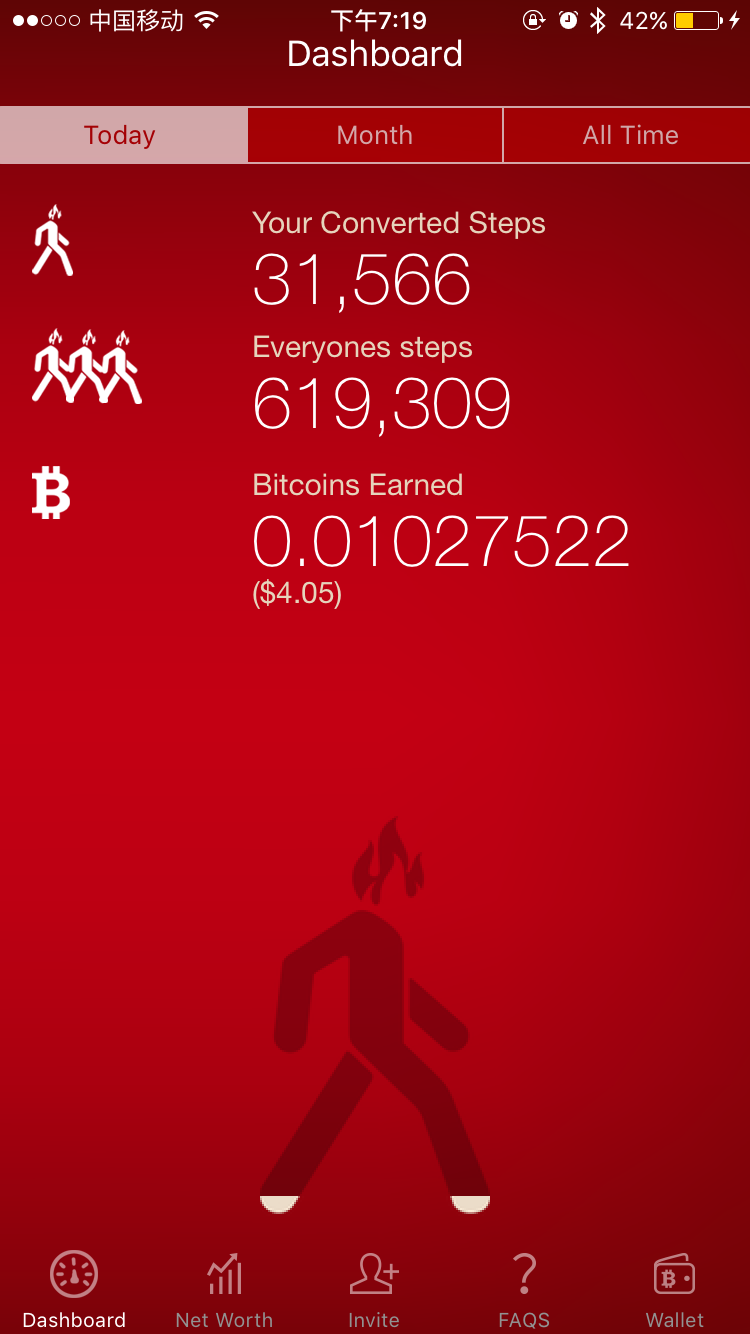 中国移动 下午7:19 42%
Dashboard
Today Month All Time
Your Converted Steps
31,566
Everyones steps
619,309
Bitcoins Earned
0.01027522
($4.05)
Dashboard Net Worth Invite FAQS Wallet